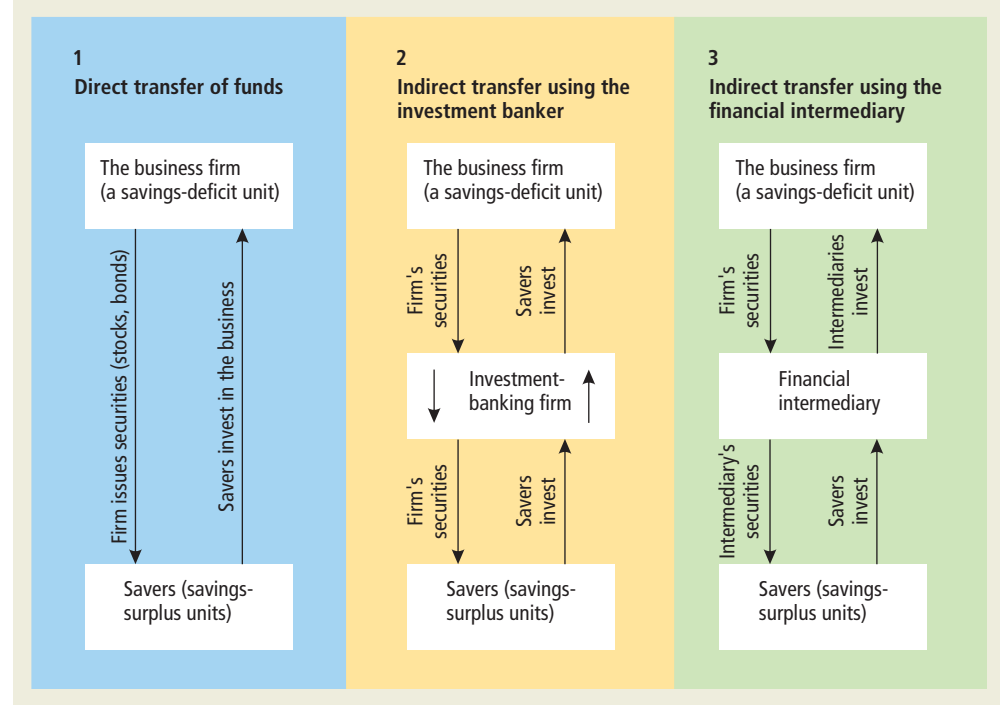 1
Direct transfer of funds
The business firm
(a savings-deficit unit)
Firm issues securities (stocks, bonds)
Savers invest in the business
Savers (savings-
surplus units)
2
Indirect transfer using the
investment banker
The business firm
(a savings-deficit unit)
Firm's
securities
Savers
invest
Investment-
banking firm
Firm's
securities
Savers
invest
Savers (savings-
surplus units)
3
Indirect transfer using the
financial intermediary
The business firm
(a savings-deficit unit)
Firm's
securities
Intermediaries
invest
Financial
intermediary
Intermediary's
securities
Savers
invest
Savers (savings-
surplus units)